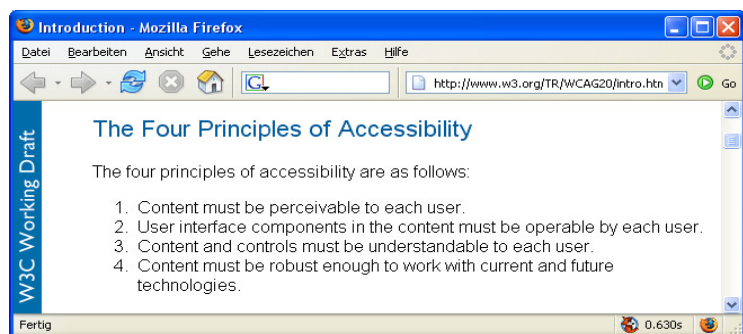 Introduction - Mozilla Firefox
Datei Bearbeiten Ansicht Gehe Lesezeichen Extras Hilfe
G http://www.w3.org/TR/WCAG20/intro.htn Go
W3C Working Draft
The Four Principles of Accessibility
The four principles of accessibility are as follows:
1. Content must be perceivable to each user.
2. User interface components in the content must be operable by each user.
3. Content and controls must be understandable to each user.
4. Content must be robust enough to work with current and future
technologies.
Fertig 0.630s